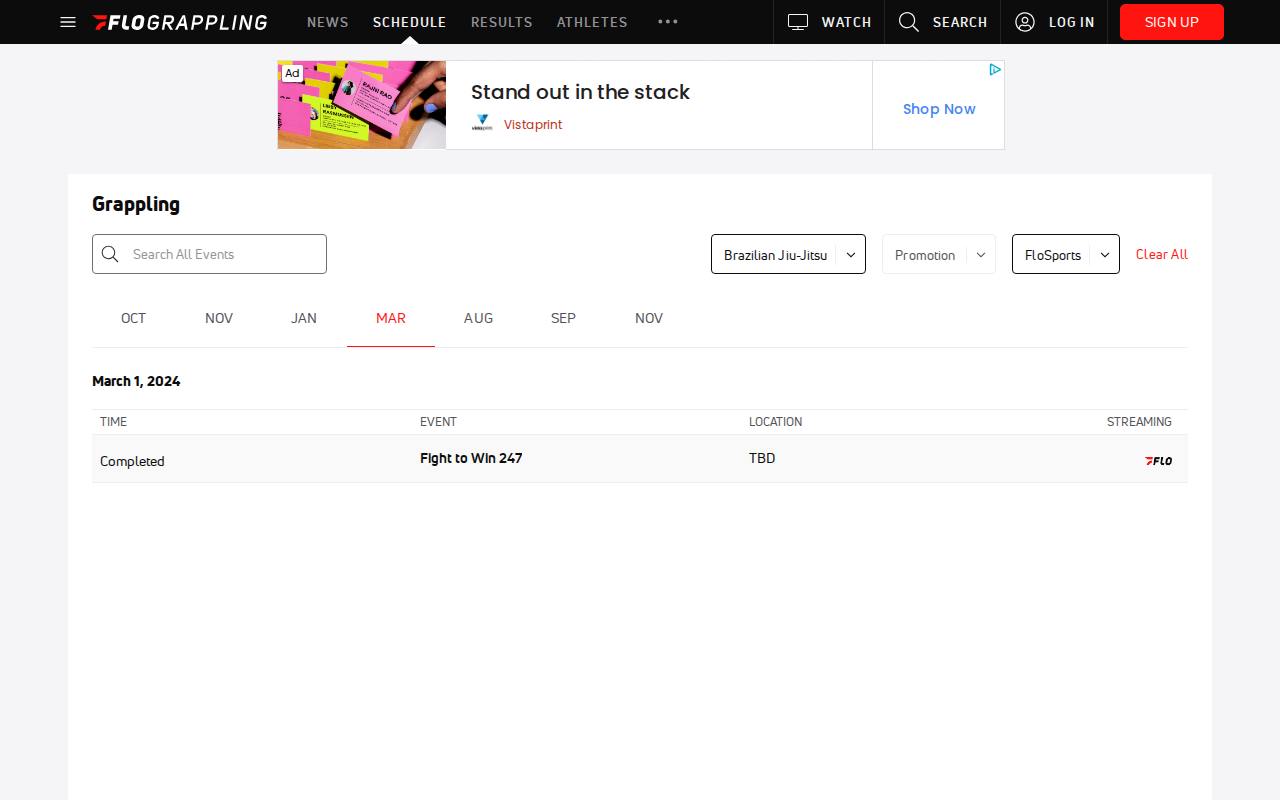 FLOGRAPPLING NEWS SCHEDULE RESULTS ATHLETES WATCH SEARCH LOG IN SIGN UP
Ad
RAJNI RAO
Stand out in the stack
Vistaprint
Shop Now
Grappling
Search All Events
Brazilian Jiu-Jitsu Promotion FloSports Clear All
OCT NOV JAN MAR AUG SEP NOV
March 1, 2024
TIME EVENT LOCATION STREAMING
Completed Fight to Win 247 TBD FLO